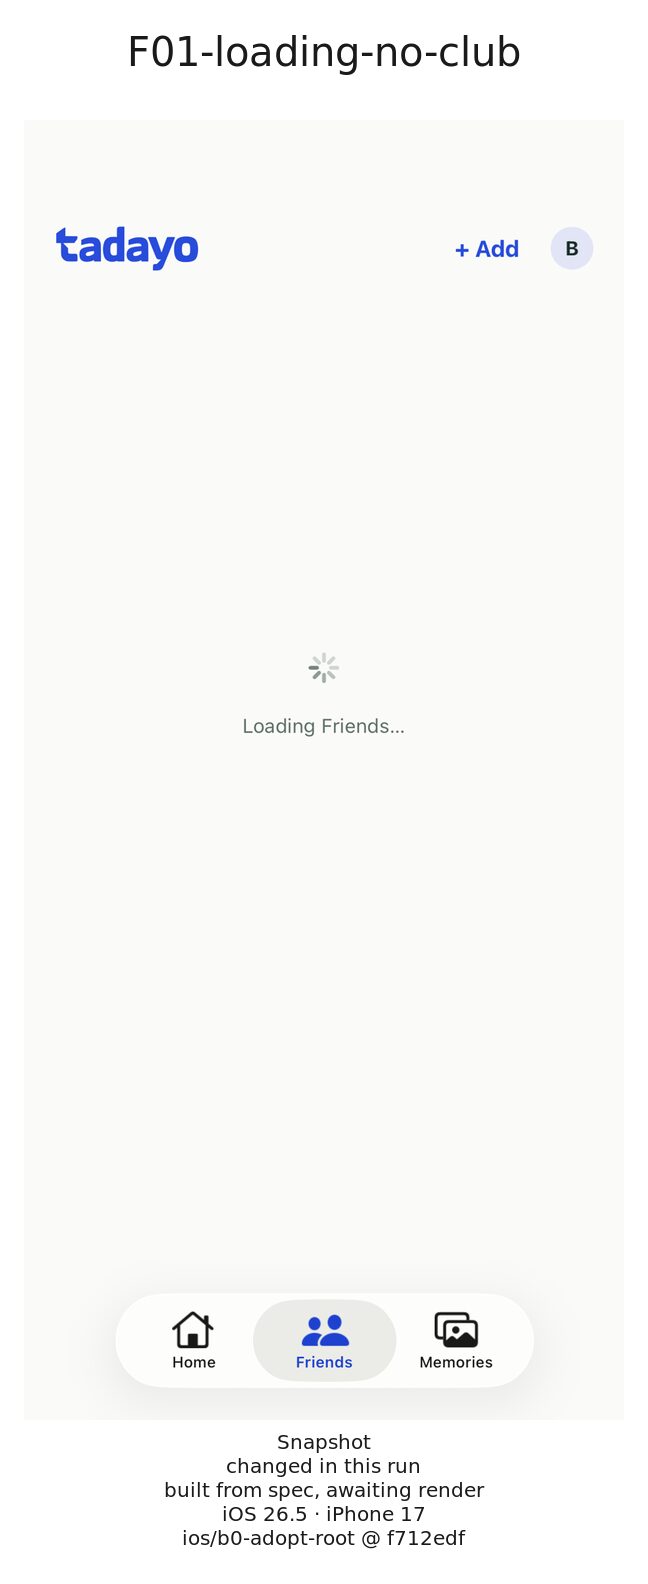 F01-loading-no-club
tadayo
+ Add
B
Loading Friends...
Home
Friends
Memories
Snapshot
changed in this run
built from spec, awaiting render
iOS 26.5 · iPhone 17
ios/b0-adopt-root @ f712edf